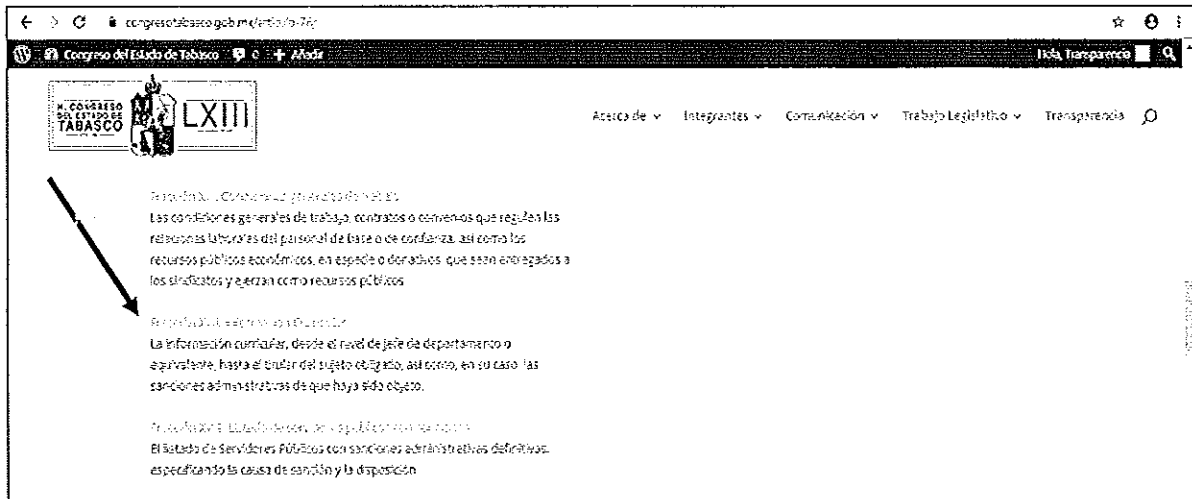 congresotabasco.gob.mx/articulo-76/
Congreso del Estado de Tabasco 0 + Añadir
Hola, Transparencia
H. CONGRESO
DEL ESTADO DE
TABASCO
LXIII
Acerca de Integrantes Comunicación Trabajo Legislativo Transparencia
Las condiciones generales de trabajo, contratos o convenios que regulen las
relaciones laborales del personal de base o de confianza, así como los
recursos públicos económicos, en especie o donativos, que sean entregados a
los sindicatos y ejerzan como recursos públicos
La información curricular, desde el nivel de jefe de departamento o
equivalente, hasta el titular del sujeto obligado, así como, en su caso, las
sanciones administrativas de que haya sido objeto.
El listado de Servidores Públicos con sanciones administrativas definitivas,
especificando la causa de sanción y la disposición